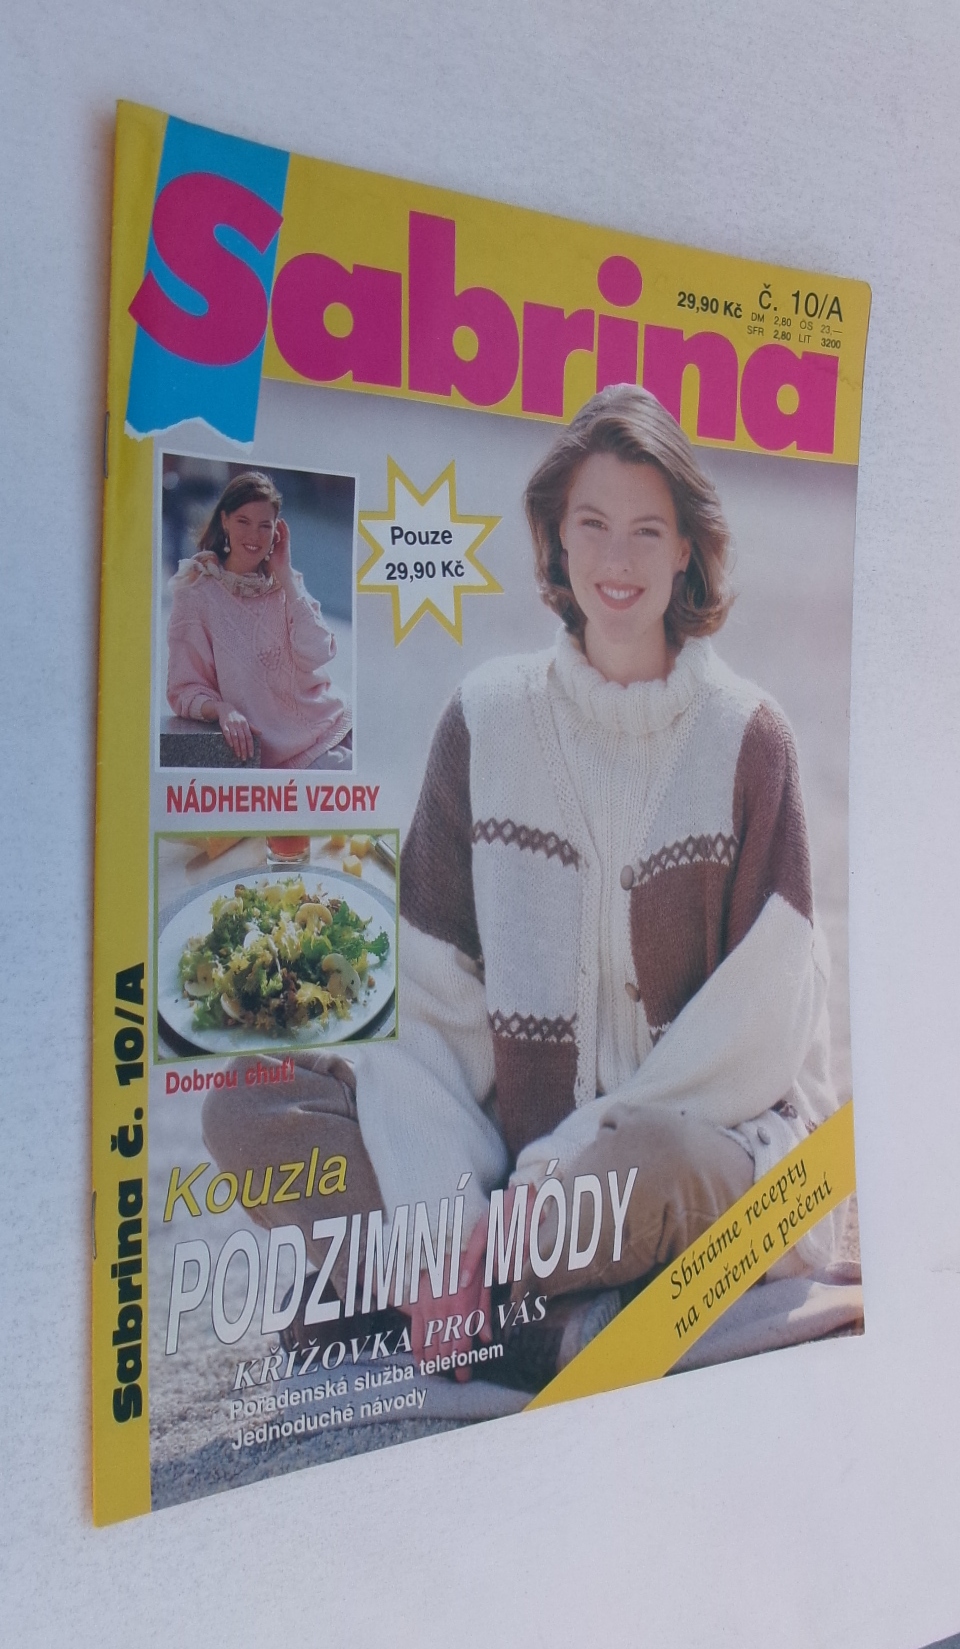 Sabrina
29,90 Kč
č. 10/A
DM 2,80 ÖS 23,—
SFR 2,80 LIT 3200
Pouze
29,90 Kč
NÁDHERNÉ VZORY
Dobrou chuť!
Kouzla
PODZIMNÍ MÓDY
KŘÍŽOVKA PRO VÁS
Poradenská služba telefonem
Jednoduché návody
Sbíráme recepty
na vaření a pečení
Sabrina č. 10/A